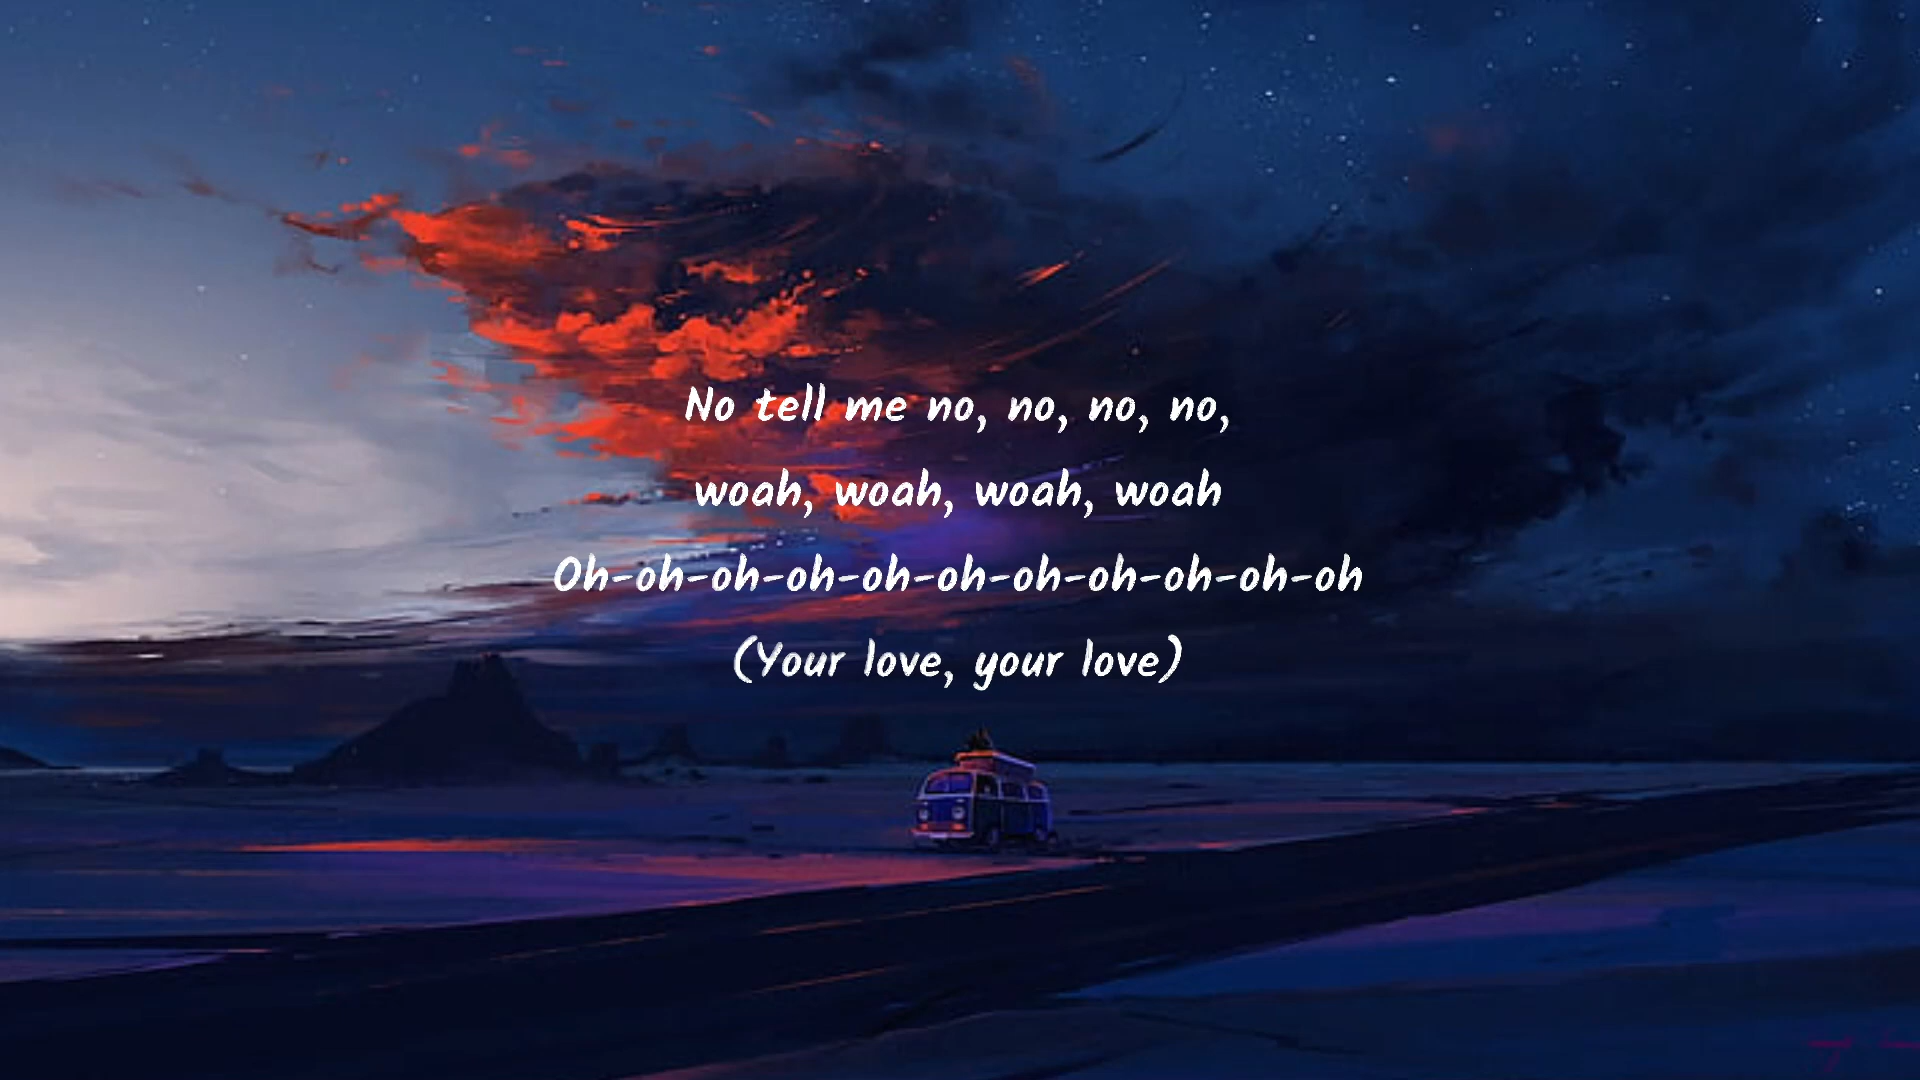 No tell me no, no, no, no,
woah, woah, woah, woah
Oh-oh-oh-oh-oh-oh-oh-oh-oh-oh-oh
(Your love, your love)